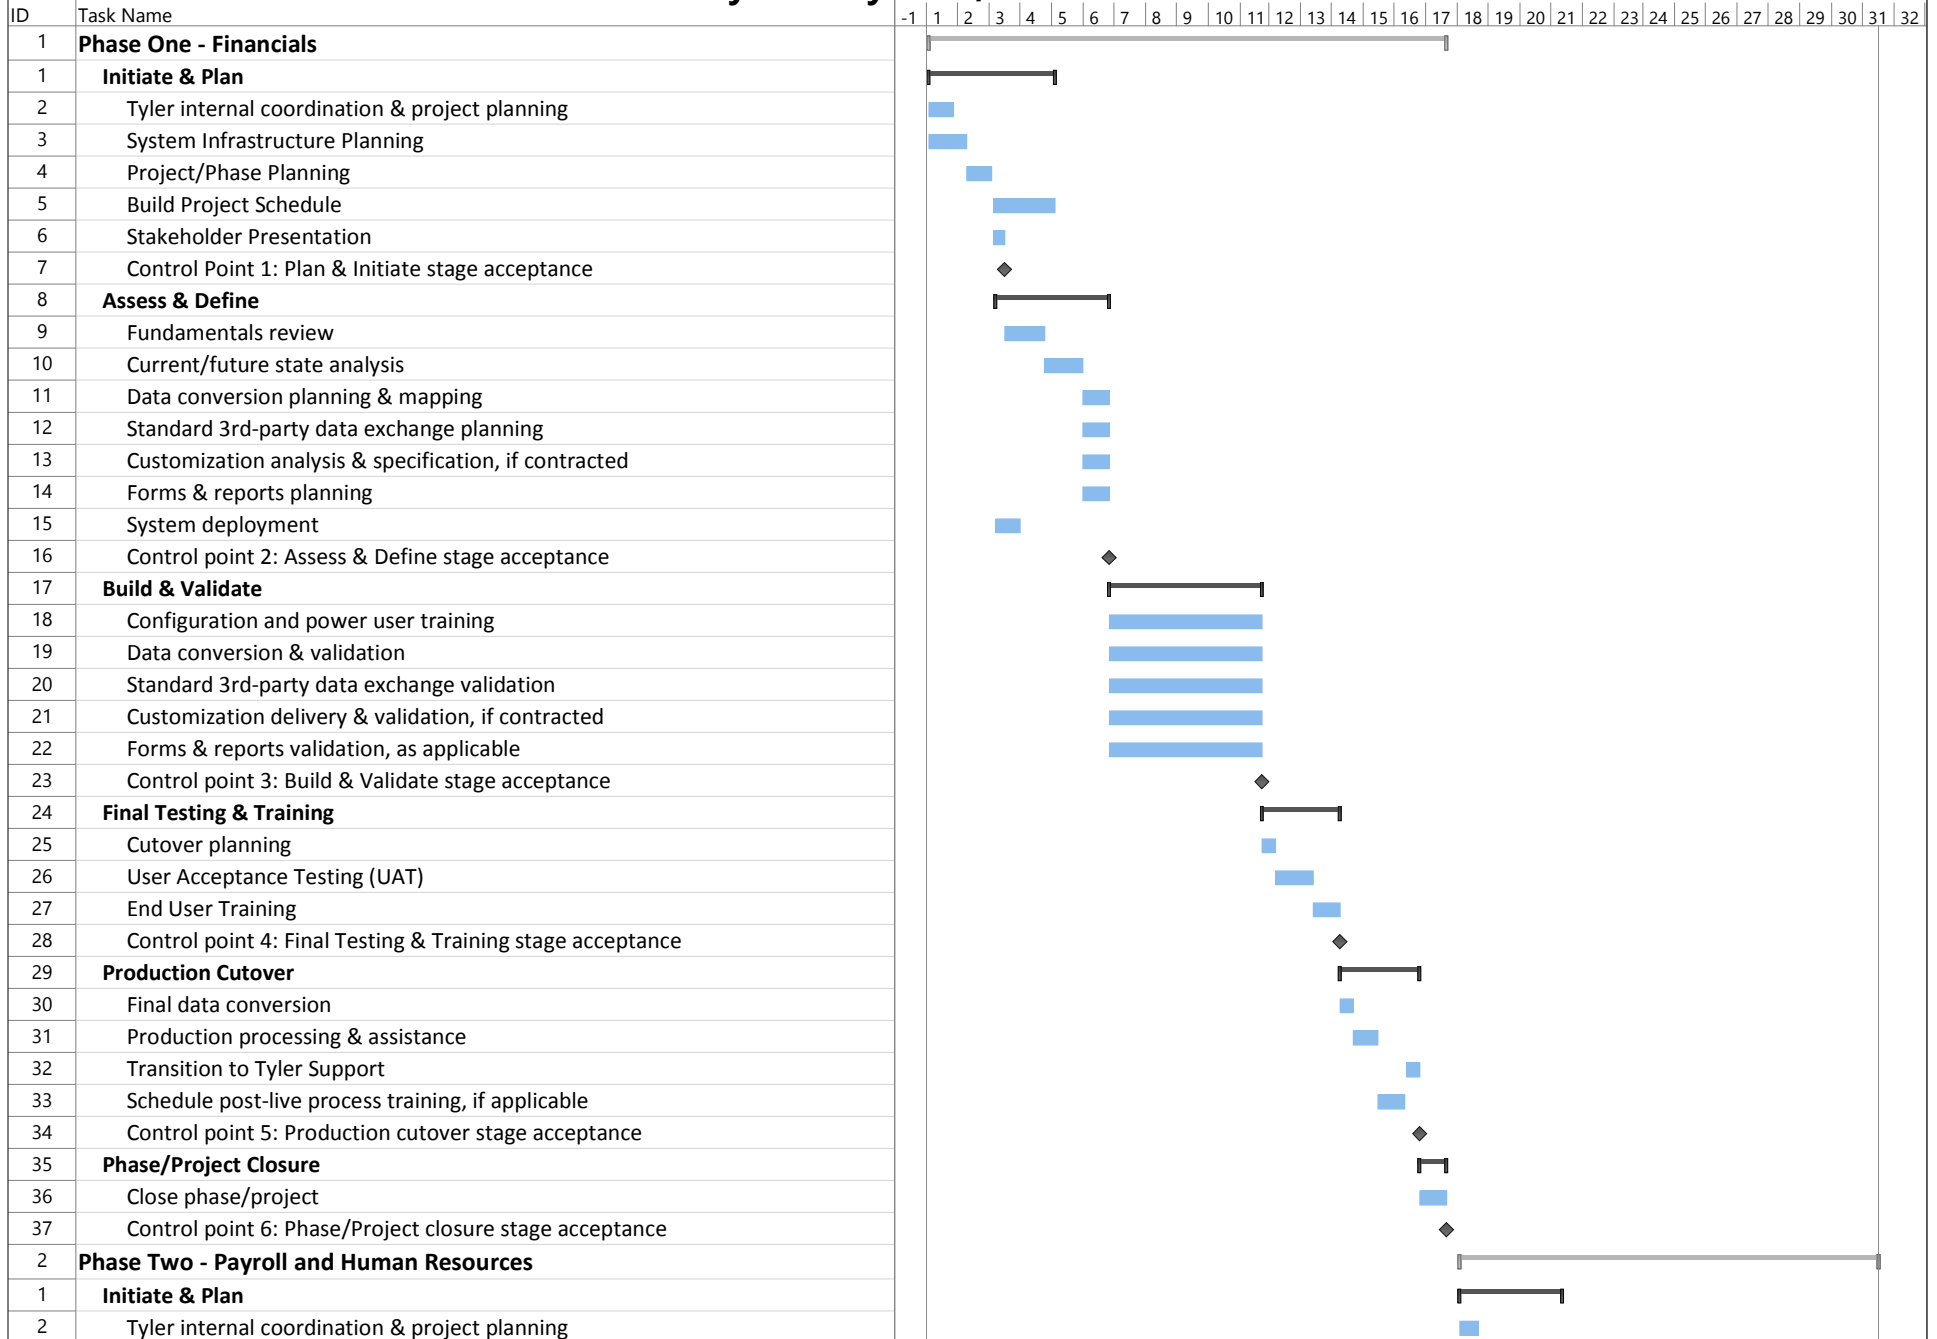 ID Task Name -1 1 2 3 4 5 6 7 8 9 10 11 12 13 14 15 16 17 18 19 20 21 22 23 24 25 26 27 28 29 30 31 32
1 Phase One - Financials
1 Initiate & Plan
2 Tyler internal coordination & project planning
3 System Infrastructure Planning
4 Project/Phase Planning
5 Build Project Schedule
6 Stakeholder Presentation
7 Control Point 1: Plan & Initiate stage acceptance
8 Assess & Define
9 Fundamentals review
10 Current/future state analysis
11 Data conversion planning & mapping
12 Standard 3rd-party data exchange planning
13 Customization analysis & specification, if contracted
14 Forms & reports planning
15 System deployment
16 Control point 2: Assess & Define stage acceptance
17 Build & Validate
18 Configuration and power user training
19 Data conversion & validation
20 Standard 3rd-party data exchange validation
21 Customization delivery & validation, if contracted
22 Forms & reports validation, as applicable
23 Control point 3: Build & Validate stage acceptance
24 Final Testing & Training
25 Cutover planning
26 User Acceptance Testing (UAT)
27 End User Training
28 Control point 4: Final Testing & Training stage acceptance
29 Production Cutover
30 Final data conversion
31 Production processing & assistance
32 Transition to Tyler Support
33 Schedule post-live process training, if applicable
34 Control point 5: Production cutover stage acceptance
35 Phase/Project Closure
36 Close phase/project
37 Control point 6: Phase/Project closure stage acceptance
2 Phase Two - Payroll and Human Resources
1 Initiate & Plan
2 Tyler internal coordination & project planning